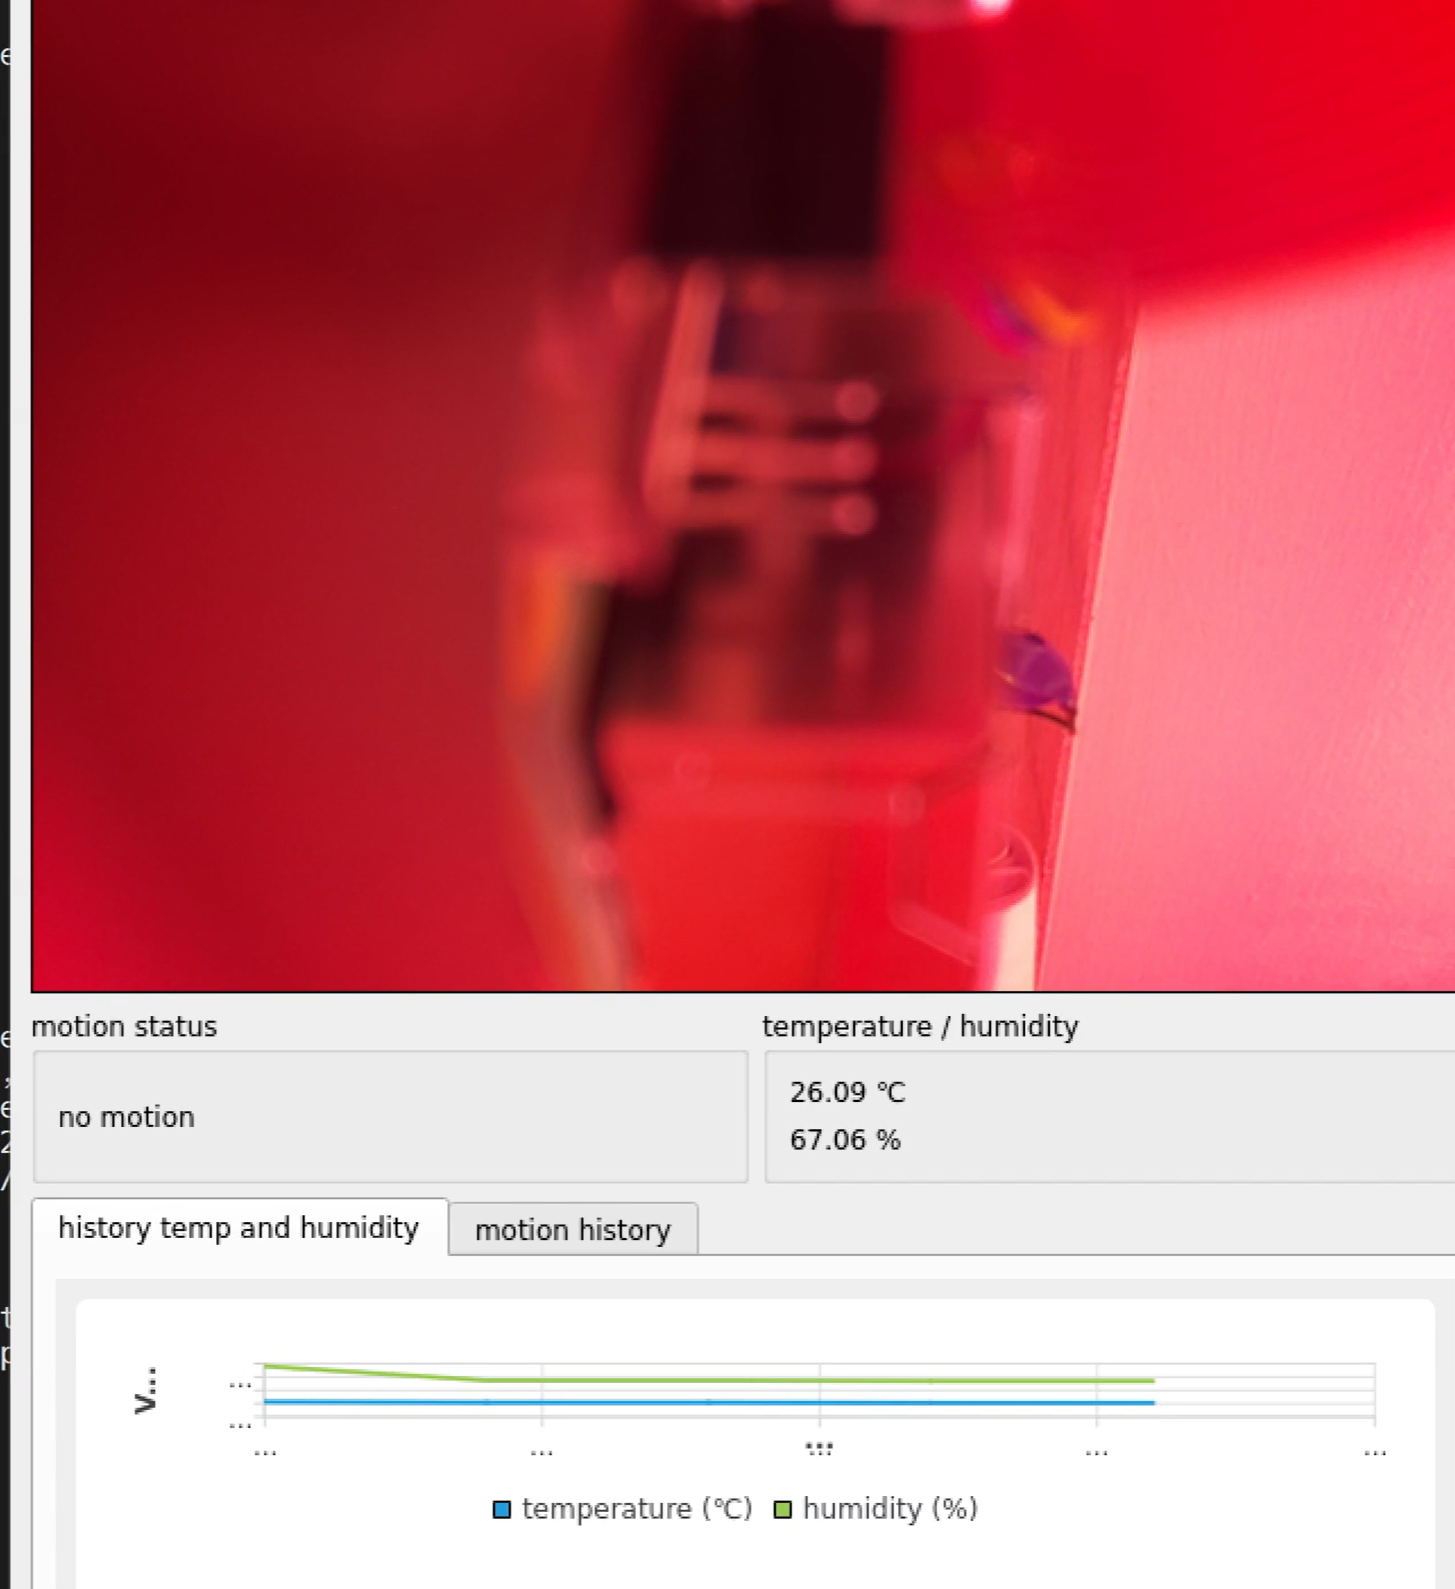 motion status
temperature / humidity
no motion
26.09 °C
67.06 %
history temp and humidity
motion history
V...
...
...
...
...
...
...
...
temperature (°C)
humidity (%)